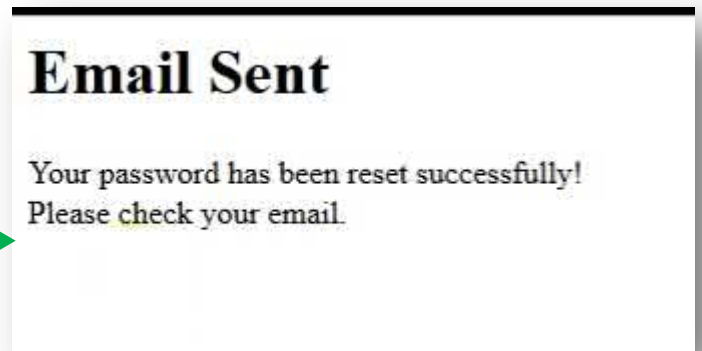 Email Sent
Your password has been reset successfully!
Please check your email.